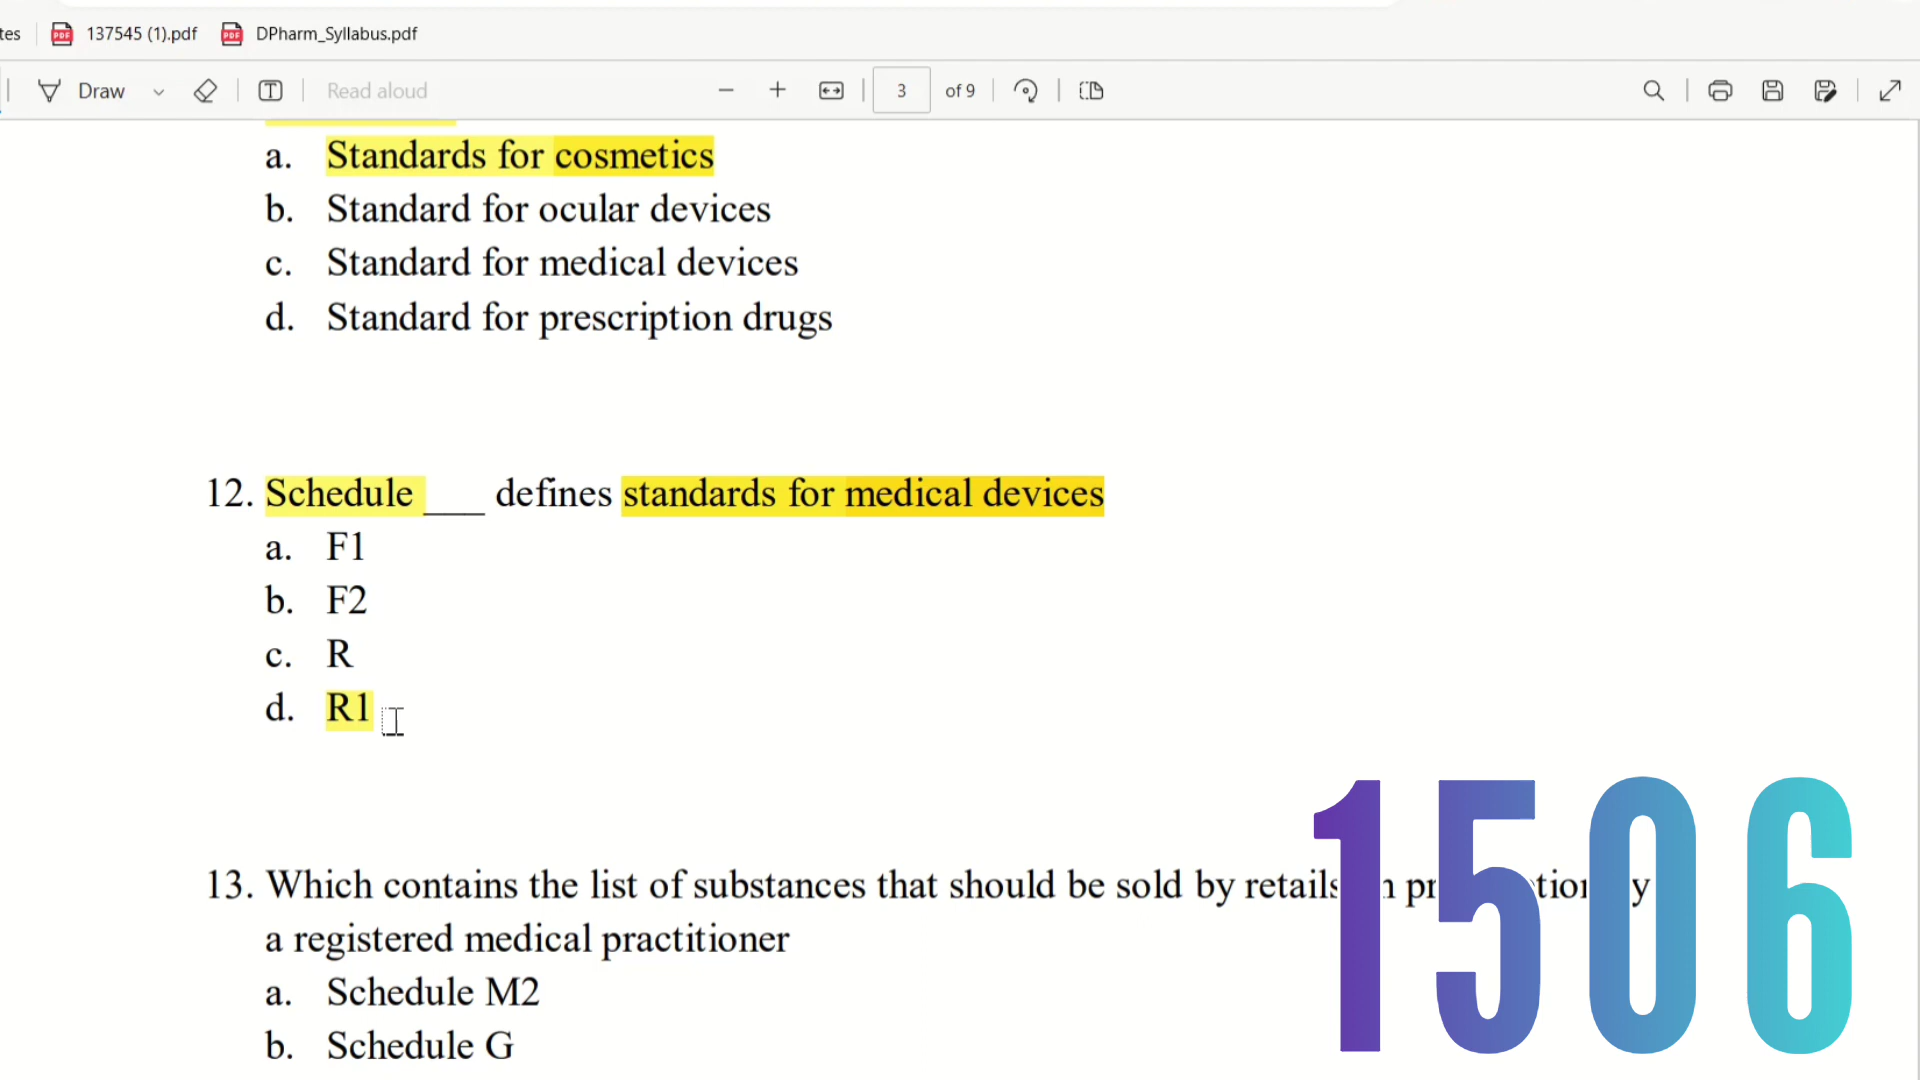 tes 137545 (1).pdf DPharm_Syllabus.pdf
Draw Read aloud 3 of 9
a. Standards for cosmetics
b. Standard for ocular devices
c. Standard for medical devices
d. Standard for prescription drugs
12. Schedule ___ defines standards for medical devices
a. F1
b. F2
c. R
d. R1
13. Which contains the list of substances that should be sold by retails
a registered medical practitioner
a. Schedule M2
b. Schedule G
1506